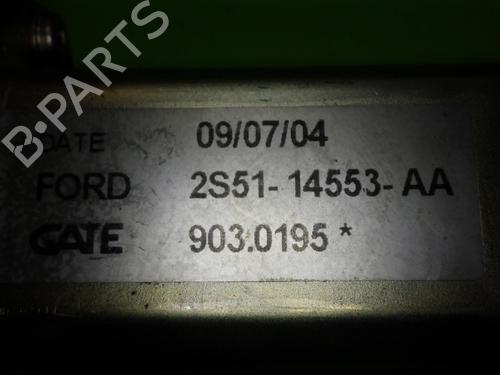 B-PARTS
DATE 09/07/04
FORD 2S51-14553-AA
GATE 903.0195 *